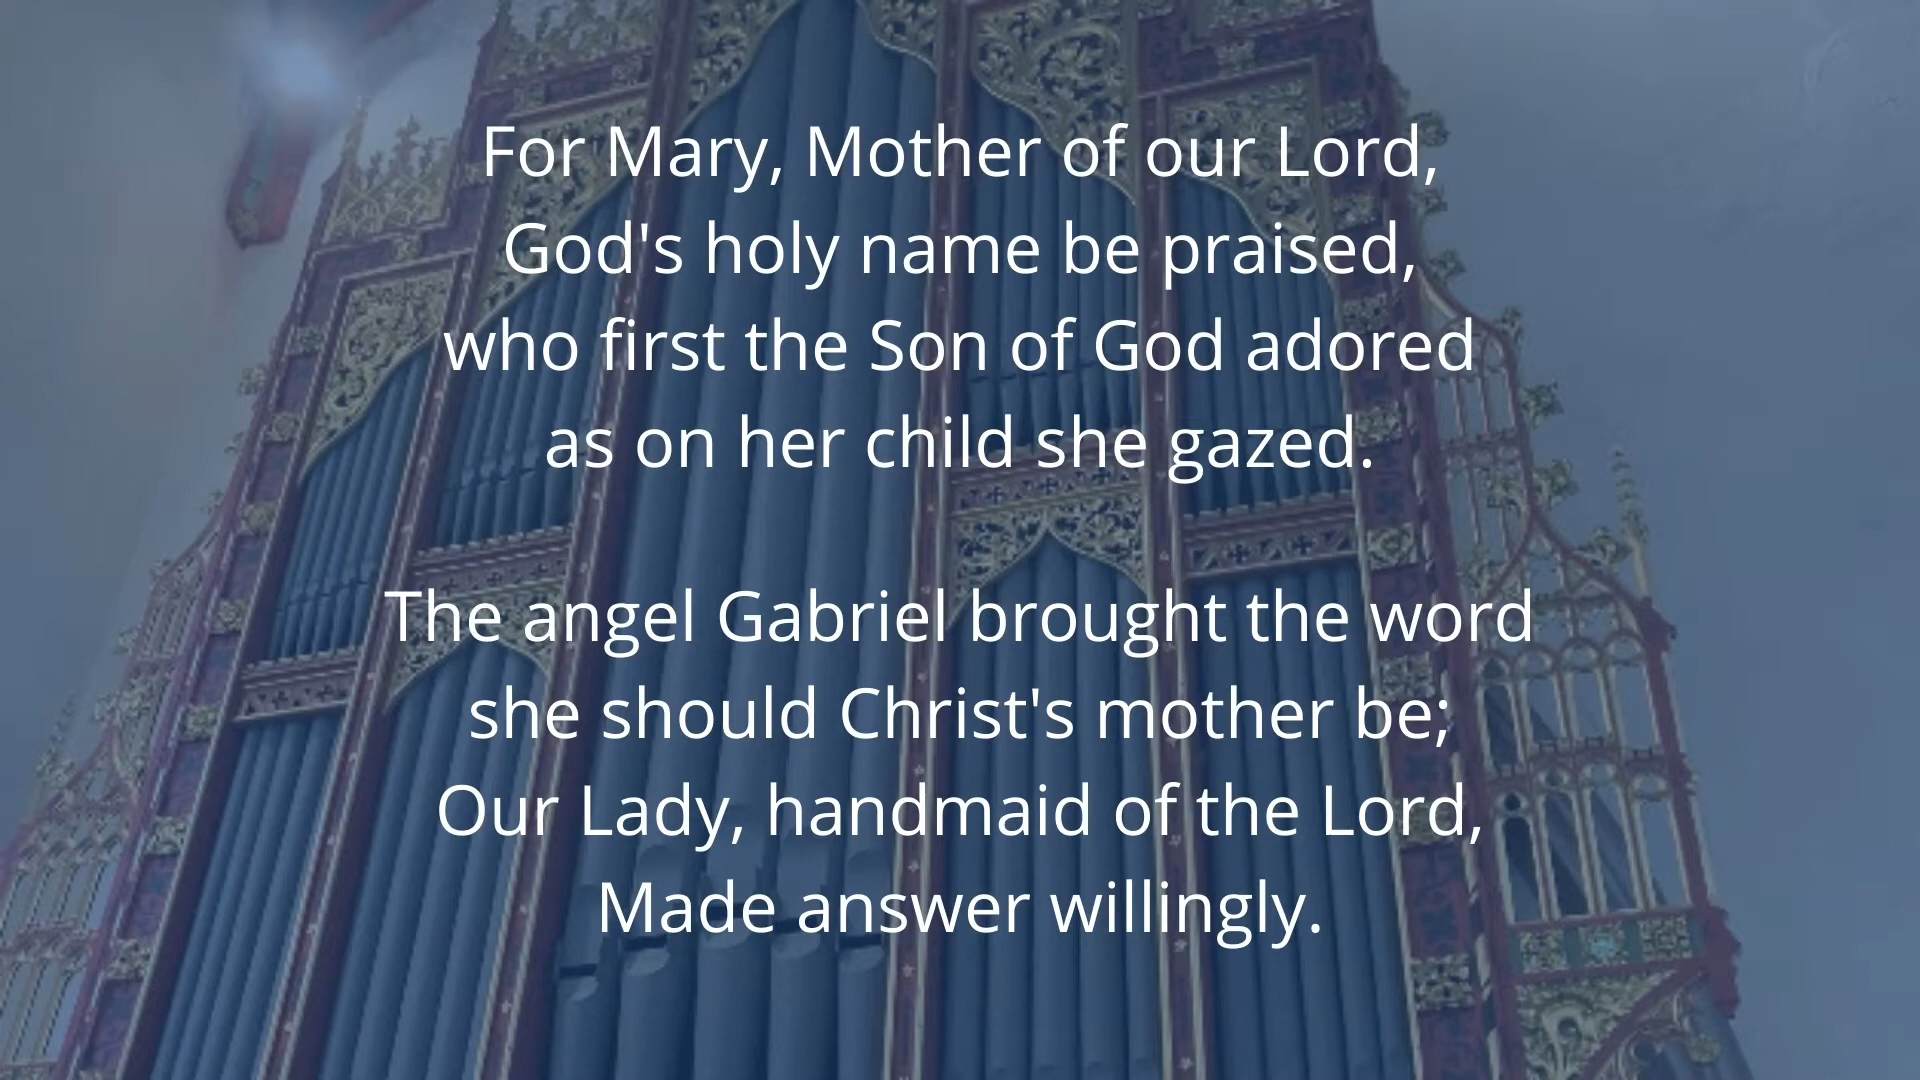 For Mary, Mother of our Lord,
God's holy name be praised,
who first the Son of God adored
as on her child she gazed.
The angel Gabriel brought the word
she should Christ's mother be;
Our Lady, handmaid of the Lord,
Made answer willingly.